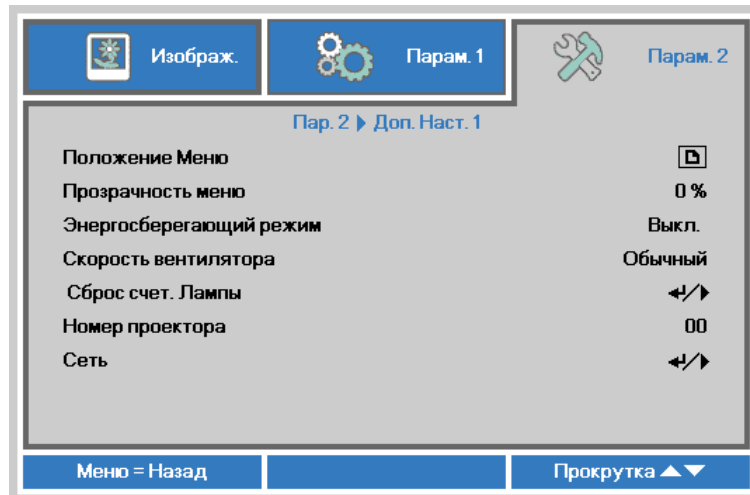 Изображ. Парам. 1 Парам. 2
Пар. 2 ▶ Доп. Наст. 1
Положение Меню
Прозрачность меню 0 %
Энергосберегающий режим Выкл.
Скорость вентилятора Обычный
Сброс счет. Лампы ↵/▶
Номер проектора 00
Сеть ↵/▶
Меню = Назад Прокрутка ▲▼